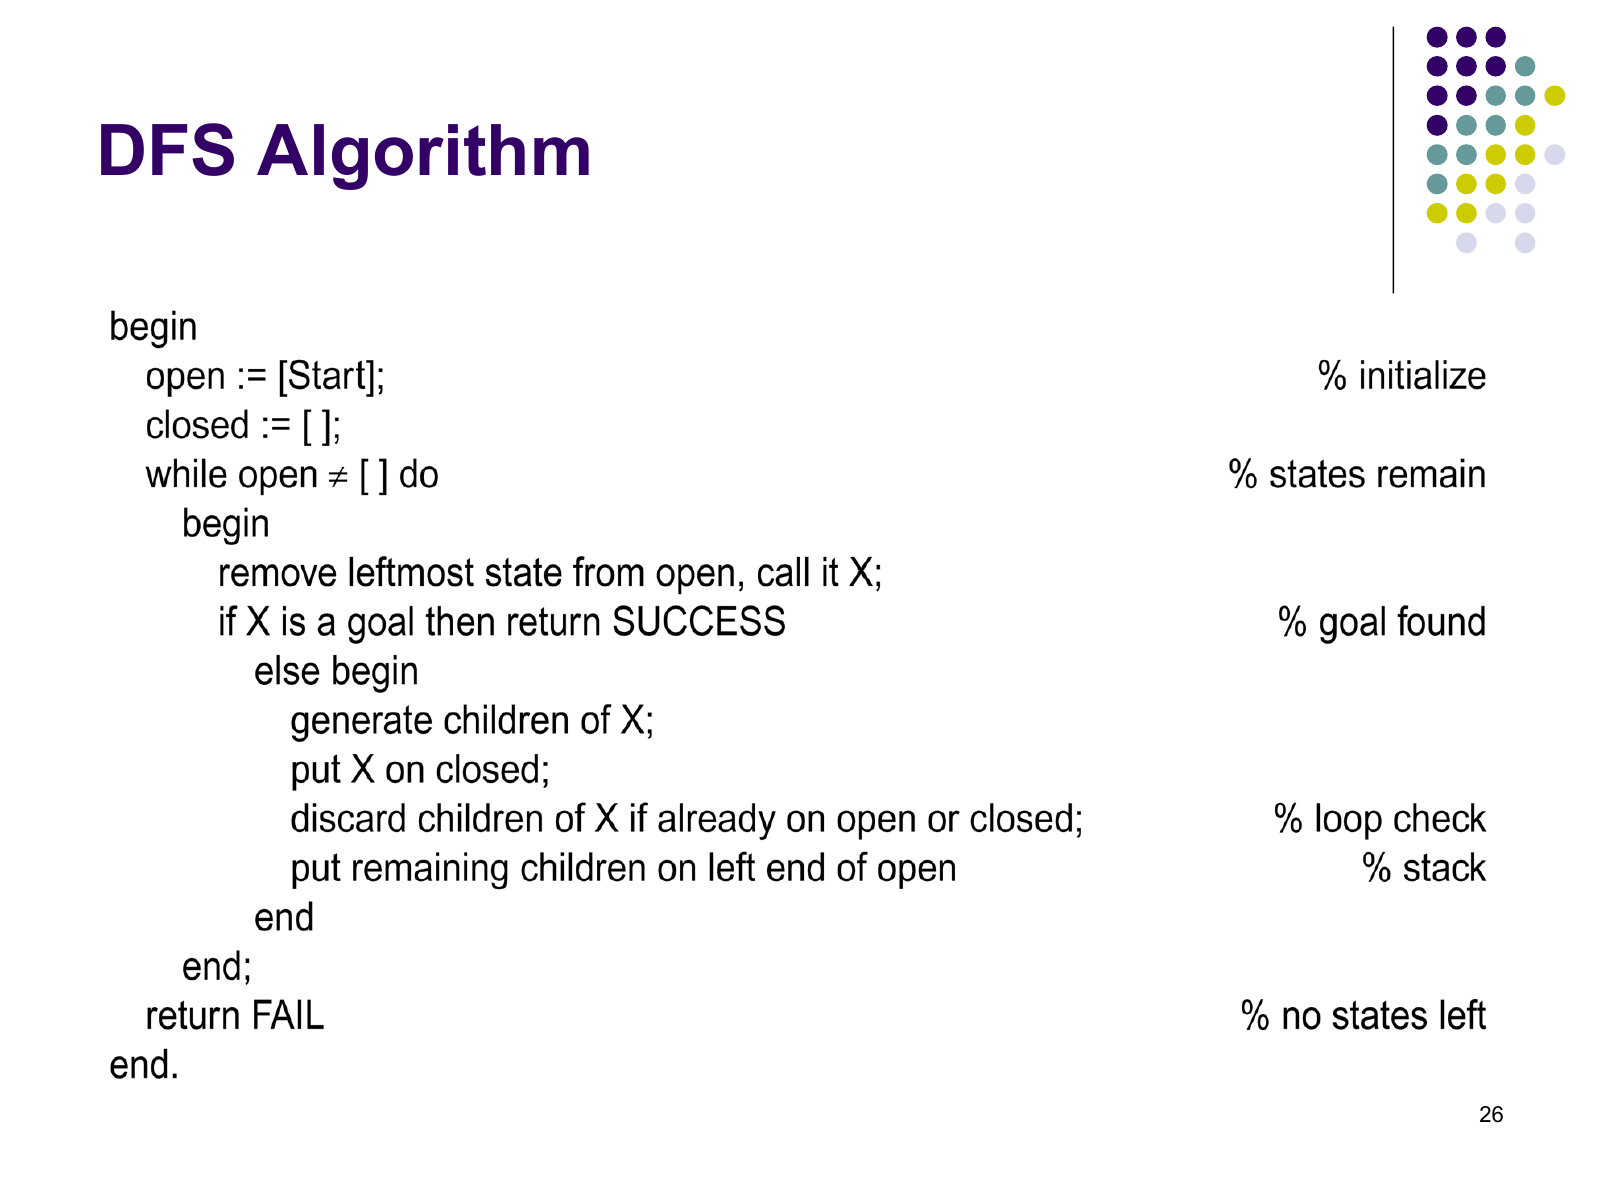 DFS Algorithm
begin
open := [Start]; % initialize
closed := [ ];
while open ≠ [ ] do % states remain
begin
remove leftmost state from open, call it X;
if X is a goal then return SUCCESS % goal found
else begin
generate children of X;
put X on closed;
discard children of X if already on open or closed; % loop check
put remaining children on left end of open % stack
end
end;
return FAIL % no states left
end.
26